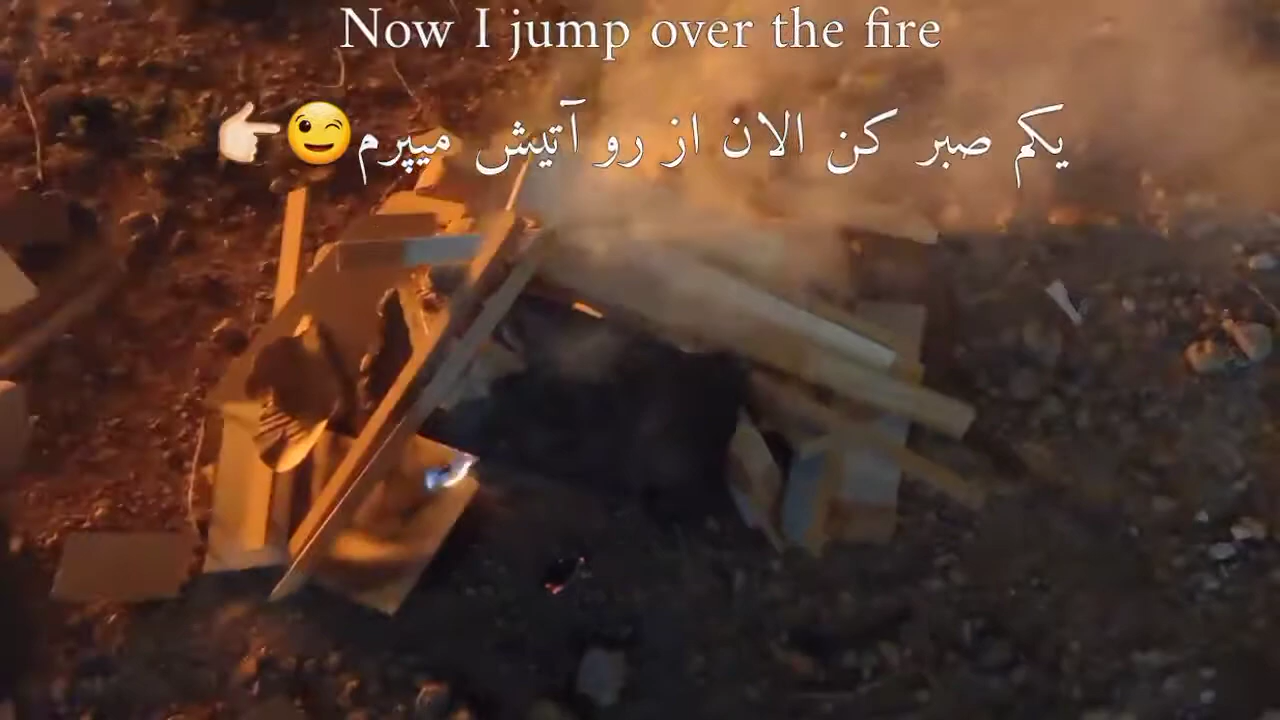 Now I jump over the fire
یکم صبر کن الان از رو آتیش میپرم😉👈🏻